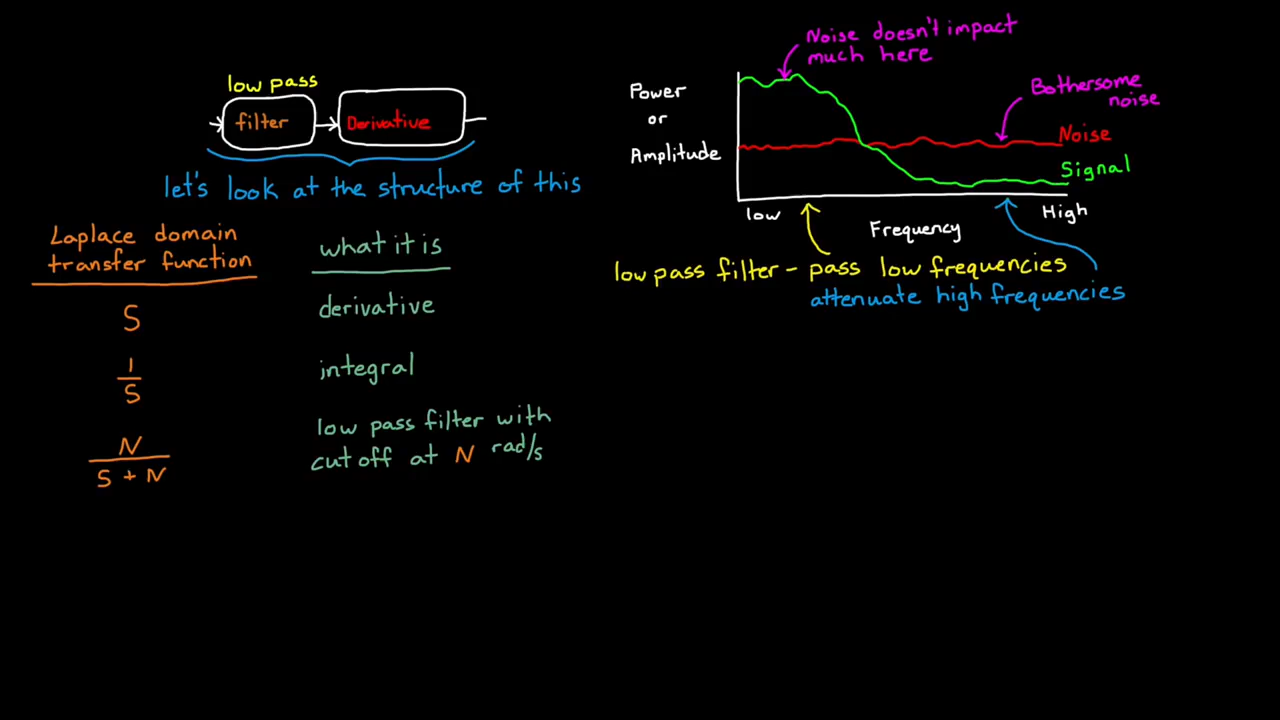 low pass
filter
Derivative
let's look at the structure of this
Laplace domain
transfer function
what it is
S
derivative
1
S
integral
N
S + N
low pass filter with
cut off at N rad/s
Noise doesn't impact
much here
Bothersome
noise
Power
or
Amplitude
Noise
Signal
low
High
Frequency
low pass filter - pass low frequencies
attenuate high frequencies